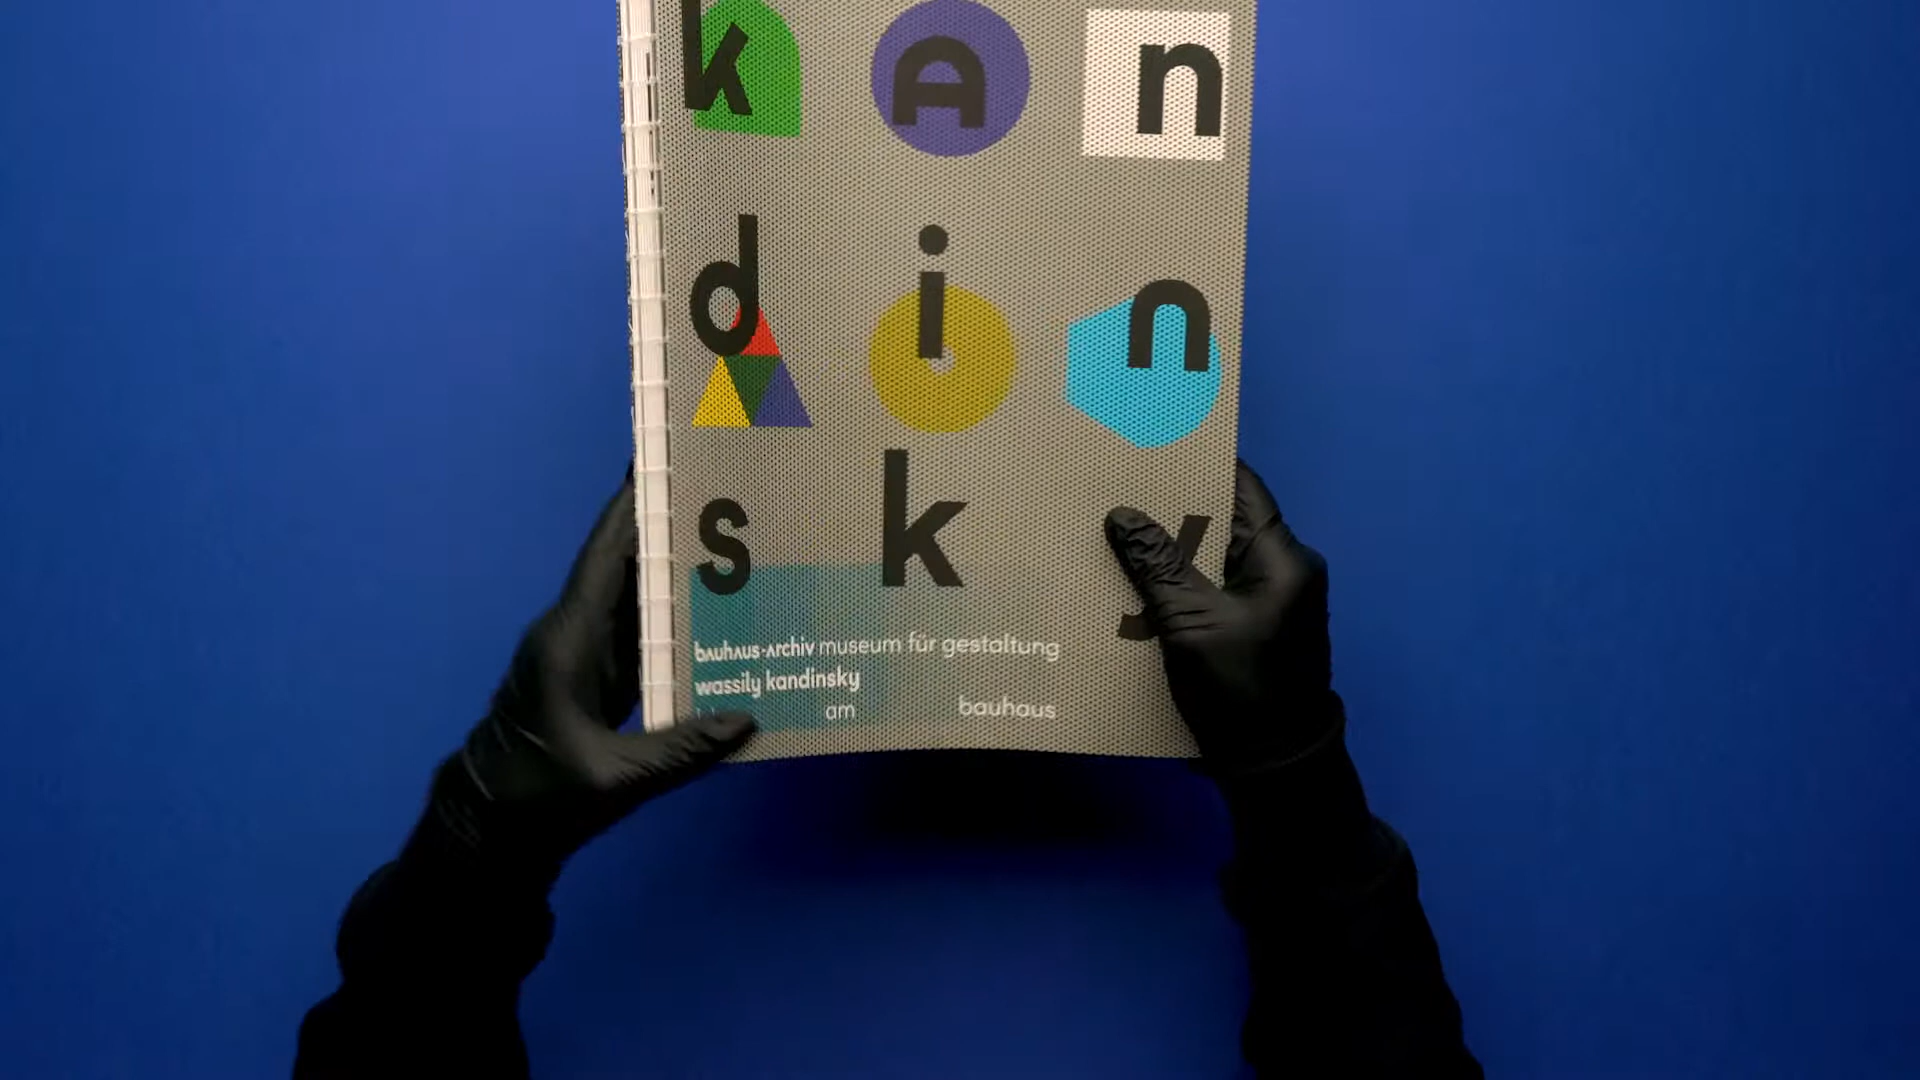 k A n
d i n
s k y
bauhaus-archiv museum für gestaltung
wassily kandinsky
am bauhaus